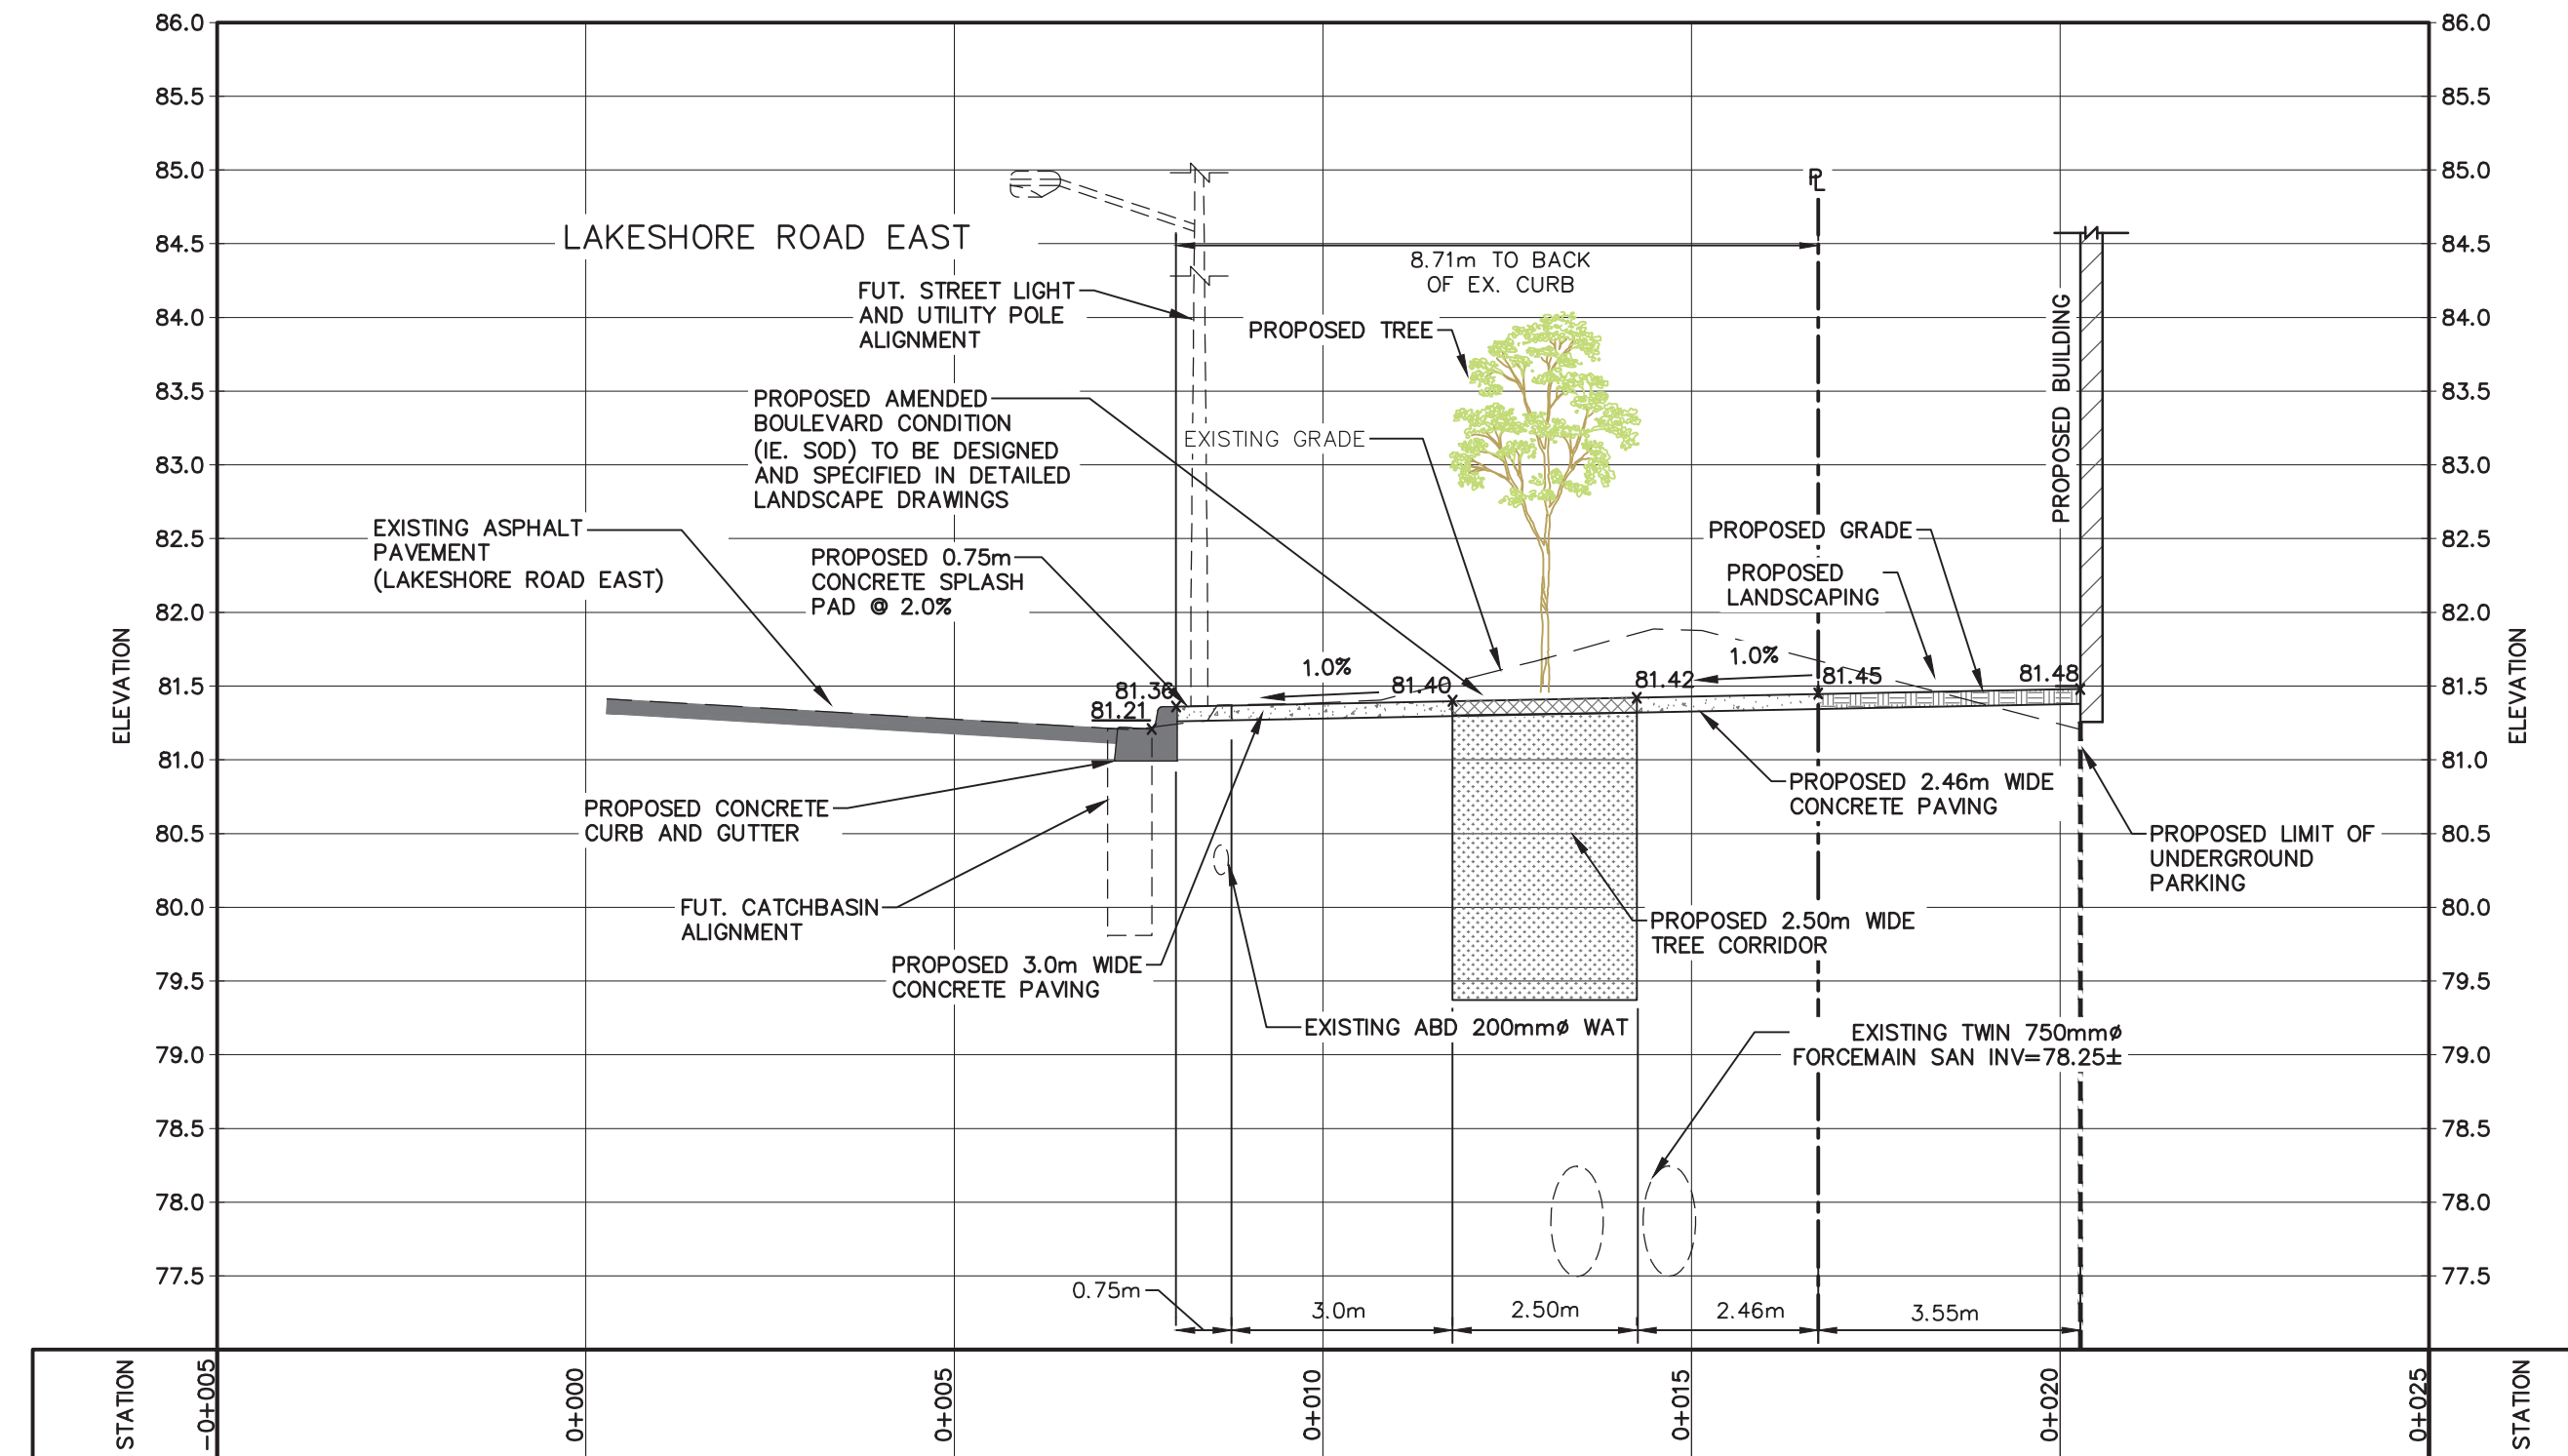 86.0
86.0
85.5
85.5
85.0
85.0
84.5
84.5
84.0
84.0
83.5
83.5
83.0
83.0
82.5
82.5
82.0
82.0
81.5
81.5
81.0
81.0
80.5
80.5
80.0
80.0
79.5
79.5
79.0
79.0
78.5
78.5
78.0
78.0
77.5
77.5
ELEVATION
ELEVATION
LAKESHORE ROAD EAST
PL
8.71m TO BACK
OF EX. CURB
FUT. STREET LIGHT
AND UTILITY POLE
ALIGNMENT
PROPOSED TREE
PROPOSED BUILDING
PROPOSED AMENDED
BOULEVARD CONDITION
(IE. SOD) TO BE DESIGNED
AND SPECIFIED IN DETAILED
LANDSCAPE DRAWINGS
EXISTING GRADE
EXISTING ASPHALT
PAVEMENT
(LAKESHORE ROAD EAST)
PROPOSED 0.75m
CONCRETE SPLASH
PAD @ 2.0%
PROPOSED GRADE
PROPOSED
LANDSCAPING
1.0%
1.0%
81.21
81.36
81.40
81.42
81.45
81.48
PROPOSED CONCRETE
CURB AND GUTTER
PROPOSED 2.46m WIDE
CONCRETE PAVING
PROPOSED LIMIT OF
UNDERGROUND
PARKING
FUT. CATCHBASIN
ALIGNMENT
PROPOSED 2.50m WIDE
TREE CORRIDOR
PROPOSED 3.0m WIDE
CONCRETE PAVING
EXISTING ABD 200mmø WAT
EXISTING TWIN 750mmø
FORCEMAIN SAN INV=78.25±
0.75m
3.0m
2.50m
2.46m
3.55m
STATION
-0+005
0+000
0+005
0+010
0+015
0+020
0+025
STATION